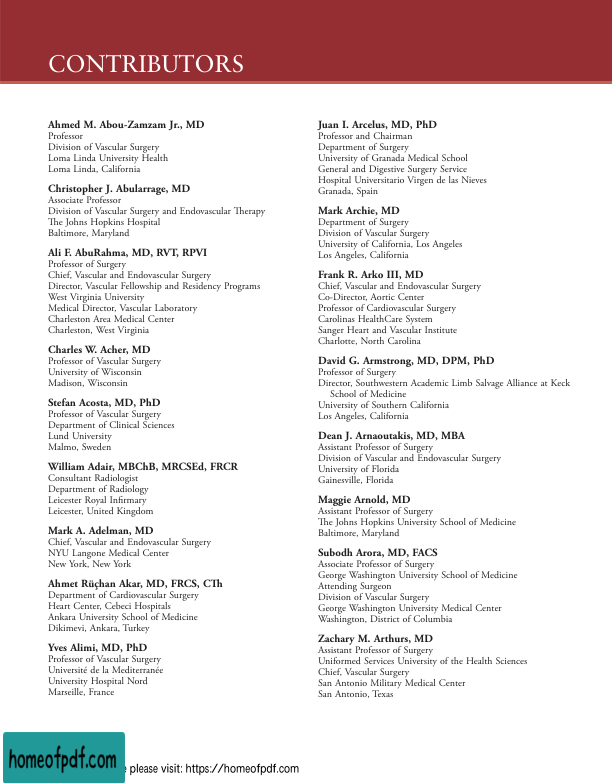 CONTRIBUTORS
Ahmed M. Abou-Zamzam Jr., MD
Professor
Division of Vascular Surgery
Loma Linda University Health
Loma Linda, California
Christopher J. Abularrage, MD
Associate Professor
Division of Vascular Surgery and Endovascular Therapy
The Johns Hopkins Hospital
Baltimore, Maryland
Ali F. AbuRahma, MD, RVT, RPVI
Professor of Surgery
Chief, Vascular and Endovascular Surgery
Director, Vascular Fellowship and Residency Programs
West Virginia University
Medical Director, Vascular Laboratory
Charleston Area Medical Center
Charleston, West Virginia
Charles W. Acher, MD
Professor of Vascular Surgery
University of Wisconsin
Madison, Wisconsin
Stefan Acosta, MD, PhD
Professor of Vascular Surgery
Department of Clinical Sciences
Lund University
Malmo, Sweden
William Adair, MBChB, MRCSEd, FRCR
Consultant Radiologist
Department of Radiology
Leicester Royal Infirmary
Leicester, United Kingdom
Mark A. Adelman, MD
Chief, Vascular and Endovascular Surgery
NYU Langone Medical Center
New York, New York
Ahmet Rüçhan Akar, MD, FRCS, CTh
Department of Cardiovascular Surgery
Heart Center, Cebeci Hospitals
Ankara University School of Medicine
Dikimevi, Ankara, Turkey
Yves Alimi, MD, PhD
Professor of Vascular Surgery
Université de la Mediterranée
University Hospital Nord
Marseille, France
Juan I. Arcelus, MD, PhD
Professor and Chairman
Department of Surgery
University of Granada Medical School
General and Digestive Surgery Service
Hospital Universitario Virgen de las Nieves
Granada, Spain
Mark Archie, MD
Department of Surgery
Division of Vascular Surgery
University of California, Los Angeles
Los Angeles, California
Frank R. Arko III, MD
Chief, Vascular and Endovascular Surgery
Co-Director, Aortic Center
Professor of Cardiovascular Surgery
Carolinas HealthCare System
Sanger Heart and Vascular Institute
Charlotte, North Carolina
David G. Armstrong, MD, DPM, PhD
Professor of Surgery
Director, Southwestern Academic Limb Salvage Alliance at Keck
School of Medicine
University of Southern California
Los Angeles, California
Dean J. Arnaoutakis, MD, MBA
Assistant Professor of Surgery
Division of Vascular and Endovascular Surgery
University of Florida
Gainesville, Florida
Maggie Arnold, MD
Assistant Professor of Surgery
The Johns Hopkins University School of Medicine
Baltimore, Maryland
Subodh Arora, MD, FACS
Associate Professor of Surgery
George Washington University School of Medicine
Attending Surgeon
Division of Vascular Surgery
George Washington University Medical Center
Washington, District of Columbia
Zachary M. Arthurs, MD
Assistant Professor of Surgery
Uniformed Services University of the Health Sciences
Chief, Vascular Surgery
San Antonio Military Medical Center
San Antonio, Texas
homeofpdf.com
please visit: https://homeofpdf.com